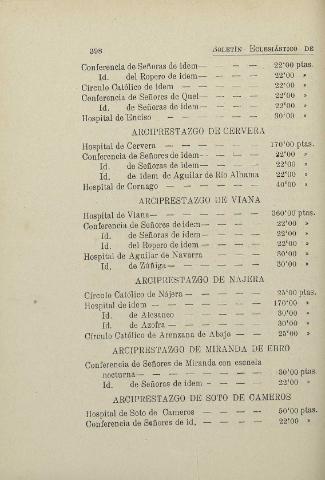 398 BOLETÍN ECLESIÁSTICO DE
Conferencia de Señoras de idem — — — 22'00 ptas.
Id. del Ropero de idem — — — 22'00 »
Círculo Católico de idem — — — — 22'00 »
Conferencia de Señores de Quel — — — 22'00 »
Id. de Señoras de idem — — — 22'00 »
Hospital de Enciso — — — — — 30'00 »
ARCIPRESTAZGO DE CERVERA
Hospital de Cervera — — — — — 170'00 ptas.
Conferencia de Señores de idem — — — 22'00 »
Id. de Señoras de idem — — — 22'00 »
Id. de idem de Aguilar de Río Alhama 22'00 »
Hospital de Cornago — — — — — 40'00 »
ARCIPRESTAZGO DE VIANA
Hospital de Viana — — — — — — 360'00 ptas.
Conferencia de Señores de idem — — — 22'00 »
Id. de Señoras de idem — — — 22'00 »
Id. del Ropero de idem — — — 22'00 »
Hospital de Aguilar de Navarra — — — 30'00 »
Id. de Zúñiga — — — — — 30'00 »
ARCIPRESTAZGO DE NAJERA
Círculo Católico de Nájera — — — — 25'00 ptas.
Hospital de idem — — — — — — 170'00 »
Id. de Alesanco — — — — 30'00 »
Id. de Azofra — — — — — 30'00 »
Círculo Católico de Arenzana de Abajo — — 25'00 »
ARCIPRESTAZGO DE MIRANDA DE EBRO
Conferencia de Señores de Miranda con escuela
nocturna — — — — — — — 30'00 ptas.
Id. de Señoras de idem — — — 22'00 »
ARCIPRESTAZGO DE SOTO DE CAMEROS
Hospital de Soto de Cameros — — — — 50'00 ptas.
Conferencia de Señores de id. — — — — 22'00 »